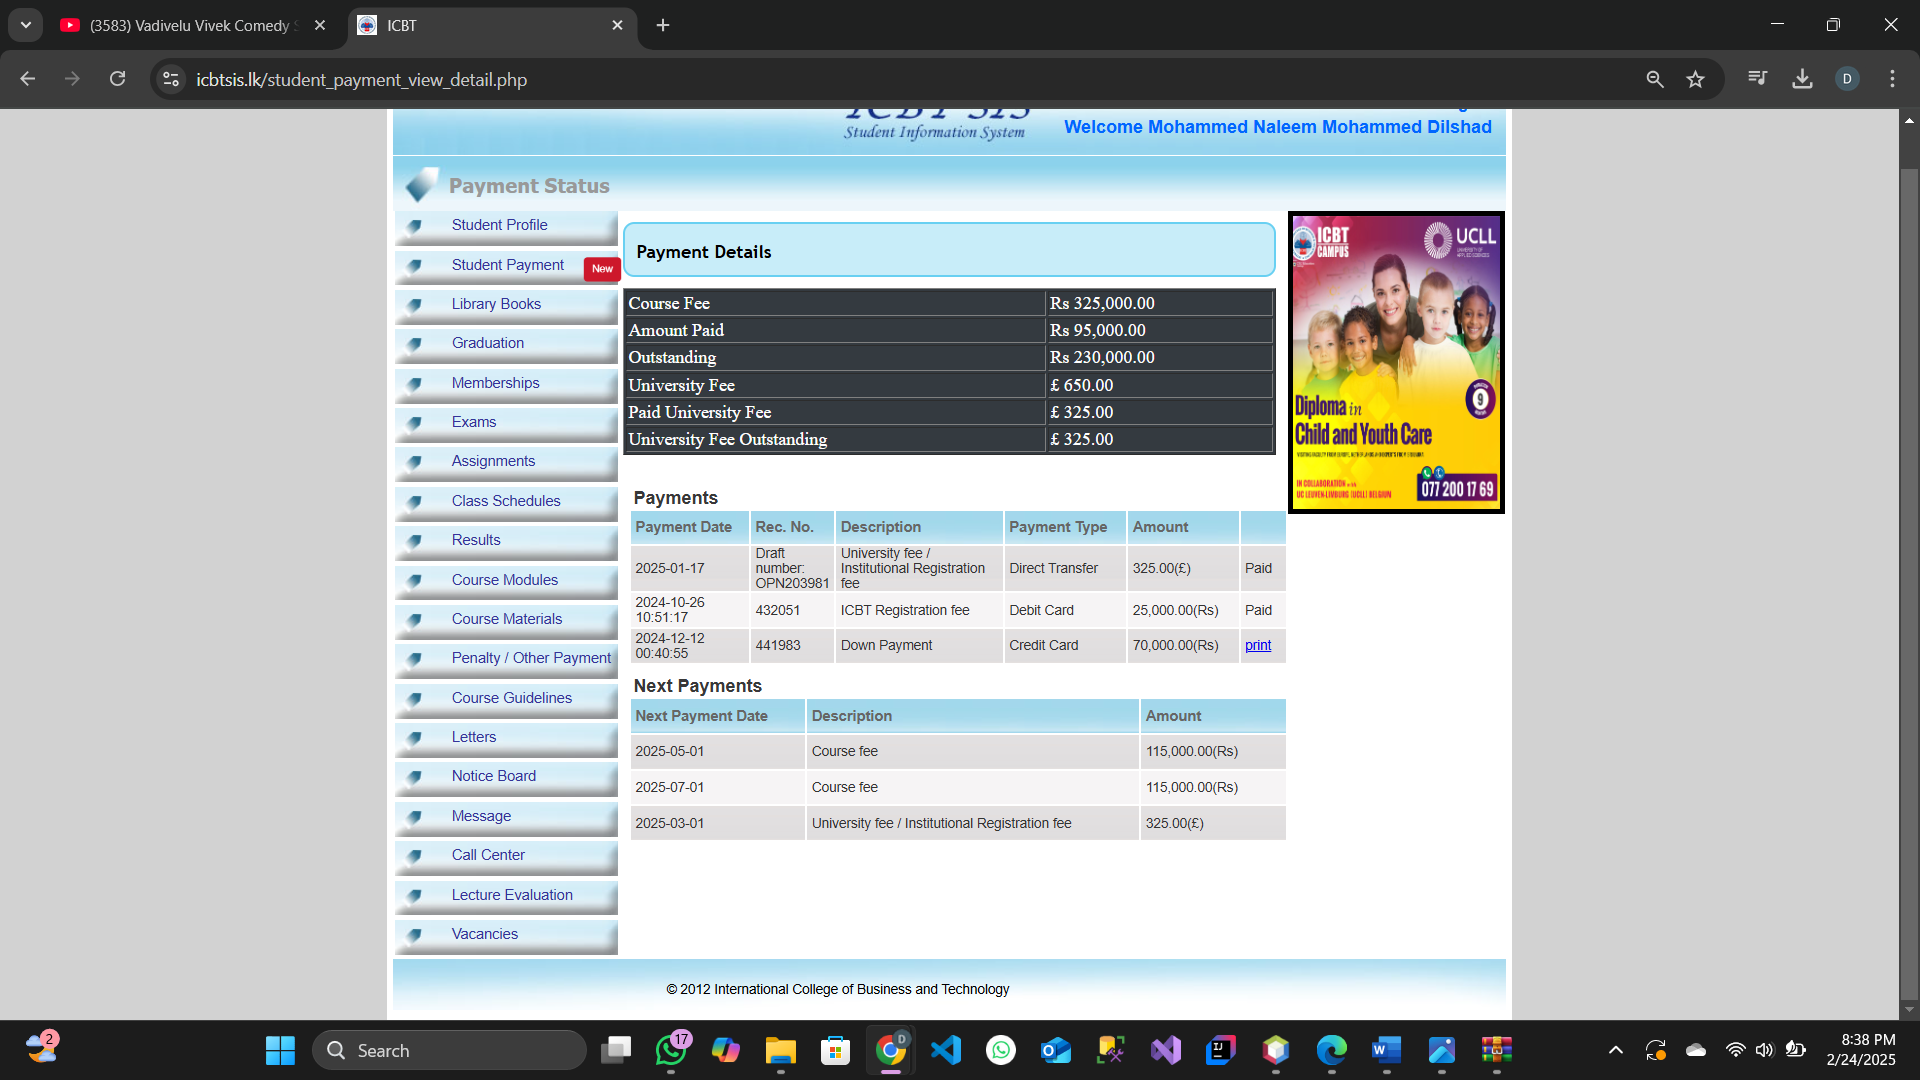 (3583) Vadivelu Vivek Comedy
ICBT
icbtsis.lk/student_payment_view_detail.php
D
Student Information System
Welcome Mohammed Naleem Mohammed Dilshad
Payment Status
Student Profile
Student Payment
New
Library Books
Graduation
Memberships
Exams
Assignments
Class Schedules
Results
Course Modules
Course Materials
Penalty / Other Payment
Course Guidelines
Letters
Notice Board
Message
Call Center
Lecture Evaluation
Vacancies
Payment Details
Course Fee Rs 325,000.00
Amount Paid Rs 95,000.00
Outstanding Rs 230,000.00
University Fee £ 650.00
Paid University Fee £ 325.00
University Fee Outstanding £ 325.00
Payments
Payment Date Rec. No. Description Payment Type Amount
2025-01-17 Draft number: OPN203981 University fee / Institutional Registration fee Direct Transfer 325.00(£) Paid
2024-10-26 10:51:17 432051 ICBT Registration fee Debit Card 25,000.00(Rs) Paid
2024-12-12 00:40:55 441983 Down Payment Credit Card 70,000.00(Rs) print
Next Payments
Next Payment Date Description Amount
2025-05-01 Course fee 115,000.00(Rs)
2025-07-01 Course fee 115,000.00(Rs)
2025-03-01 University fee / Institutional Registration fee 325.00(£)
ICBT
CAMPUS
UCLL
9
Diploma in
Child and Youth Care
IN COLLABORATION
UC LEUVEN-LIMBURG (UCLL) BELGIUM
077 200 17 69
© 2012 International College of Business and Technology
2
Search
17
D
8:38 PM
2/24/2025